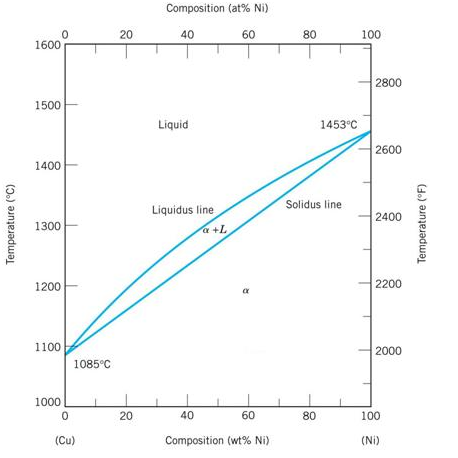 Composition (at% Ni)
0 20 40 60 80 100
1600
2800
1500
Liquid
1453°C
2600
1400
Temperature (°C)
Temperature (°F)
Liquidus line
Solidus line
2400
1300
α +L
1200
α
2200
1100
2000
1085°C
1000
0 20 40 60 80 100
(Cu) Composition (wt% Ni) (Ni)